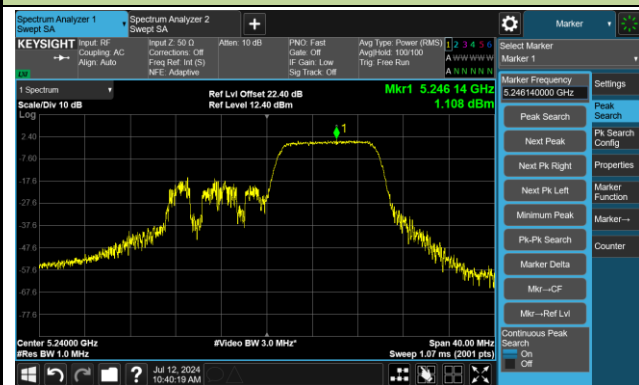 Spectrum Analyzer 1
Swept SA
Spectrum Analyzer 2
Swept SA
+
Marker
KEYSIGHT
Input: RF
Coupling: AC
Align: Auto
Input Z: 50 Ω
Corrections: Off
Freq Ref: Int (S)
NFE: Adaptive
Atten: 10 dB
PNO: Fast
Gate: Off
IF Gain: Low
Sig Track: Off
Avg Type: Power (RMS)
Avg|Hold: 100/100
Trig: Free Run
1 2 3 4 5 6
A W W W W W
A N N N N N
Select Marker
Marker 1
1 Spectrum
Scale/Div 10 dB
Log
Ref Lvl Offset 22.40 dB
Ref Level 12.40 dBm
Mkr1 5.246 14 GHz
1.108 dBm
1
2.40
-7.60
-17.6
-27.6
-37.6
-47.6
-57.6
-67.6
-77.6
Center 5.24000 GHz
#Res BW 1.0 MHz
#Video BW 3.0 MHz*
Span 40.00 MHz
Sweep 1.07 ms (2001 pts)
Marker Frequency
5.246140000 GHz
Peak Search
Next Peak
Next Pk Right
Next Pk Left
Minimum Peak
Pk-Pk Search
Marker Delta
Mkr→CF
Mkr→Ref Lvl
Continuous Peak
Search
On
Off
Settings
Peak
Search
Pk Search
Config
Properties
Marker
Function
Marker→
Counter
?
Jul 12, 2024
10:40:19 AM